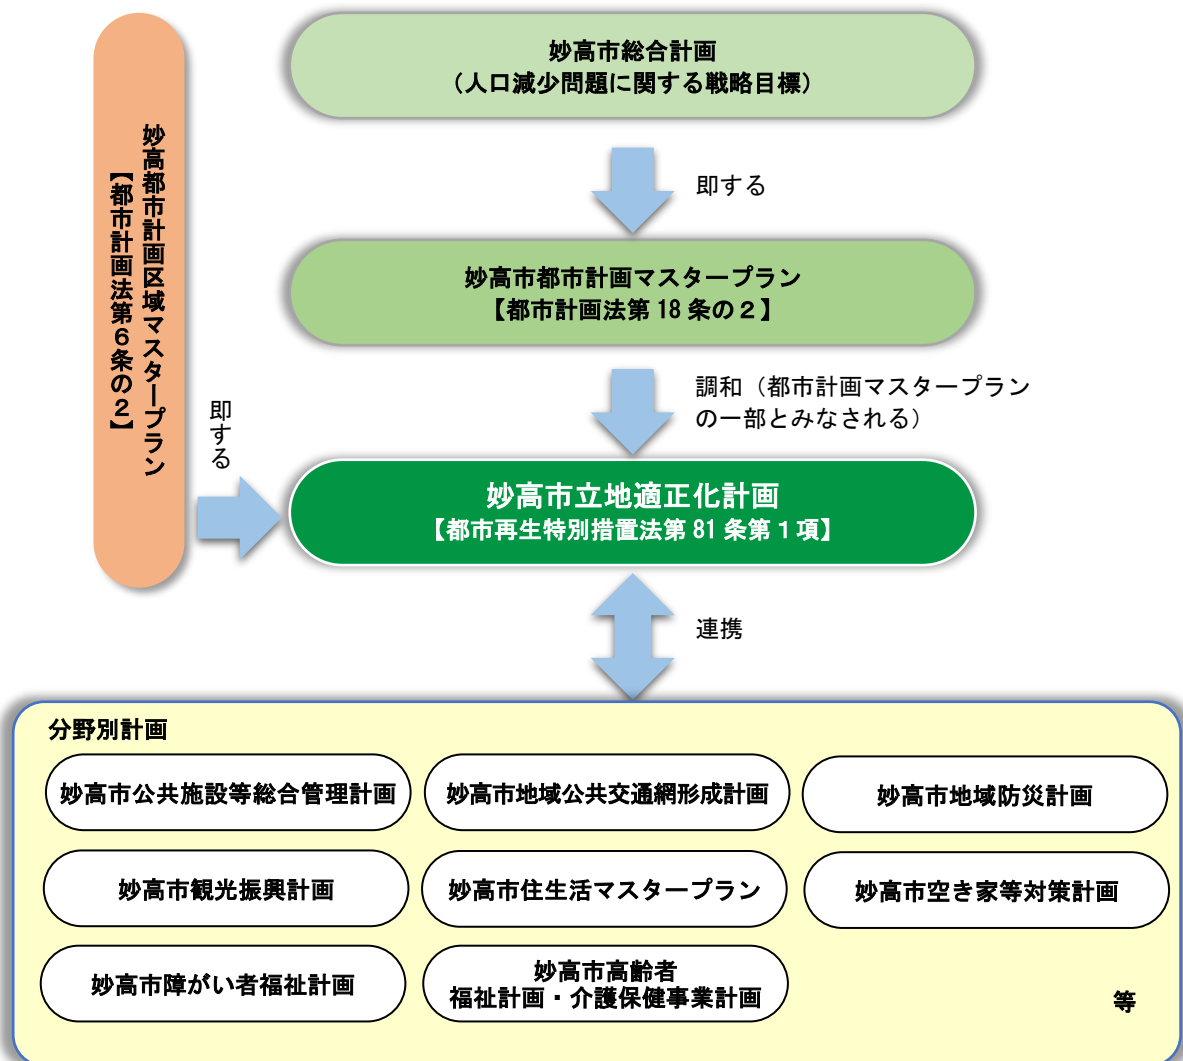 妙高市総合計画
（人口減少問題に関する戦略目標）
妙高都市計画区域マスタープラン
【都市計画法第６条の２】
即する
妙高市都市計画マスタープラン
【都市計画法第 18 条の２】
調和（都市計画マスタープラン
の一部とみなされる）
即する
妙高市立地適正化計画
【都市再生特別措置法第 81 条第１項】
連携
分野別計画
妙高市公共施設等総合管理計画
妙高市地域公共交通網形成計画
妙高市地域防災計画
妙高市観光振興計画
妙高市住生活マスタープラン
妙高市空き家等対策計画
妙高市障がい者福祉計画
妙高市高齢者
福祉計画・介護保健事業計画
等